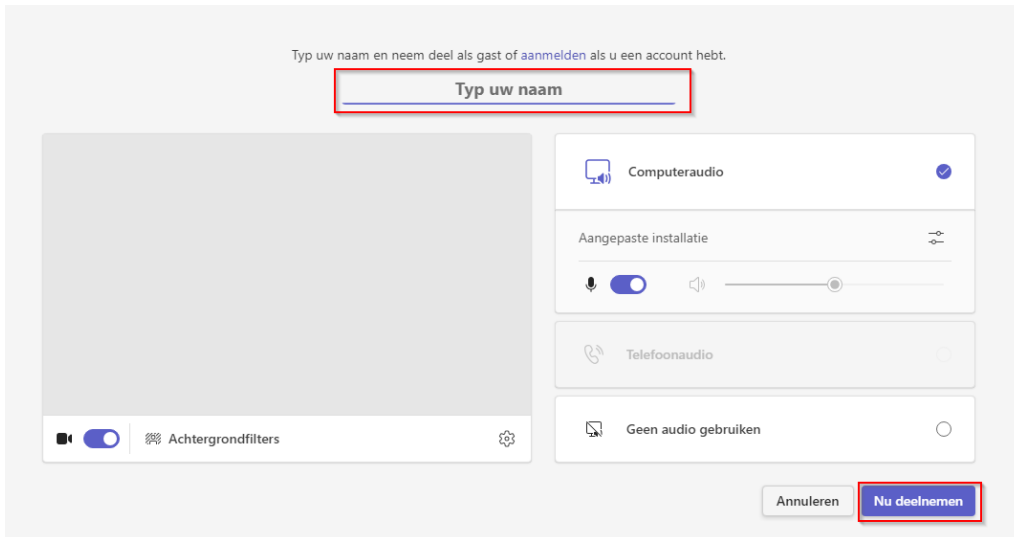 Typ uw naam en neem deel als gast of aanmelden als u een account hebt.
Typ uw naam
Computeraudio
Aangepaste installatie
Telefoonaudio
Achtergrondfilters
Geen audio gebruiken
Annuleren
Nu deelnemen